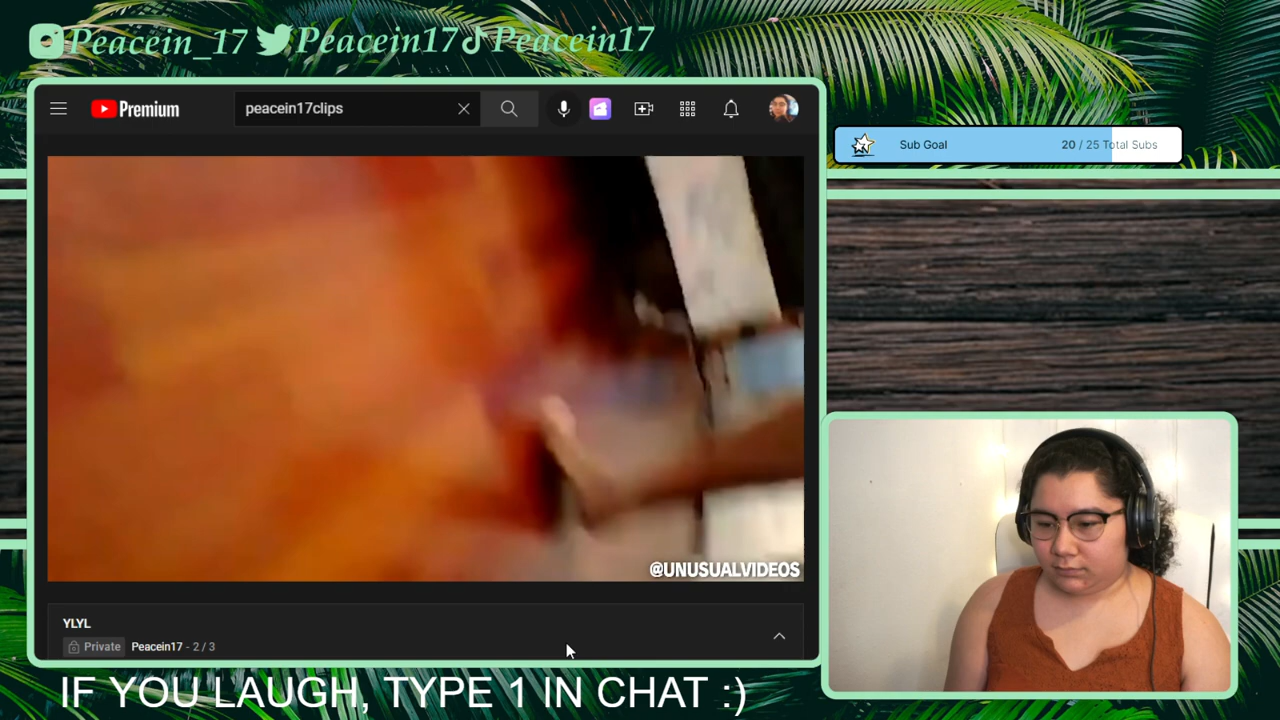 Peacein_17 Peacein17 Peacein17
Premium
peacein17clips
Sub Goal
20 / 25 Total Subs
@UNUSUALVIDEOS
YLYL
Private Peacein17 - 2 / 3
IF YOU LAUGH, TYPE 1 IN CHAT :)